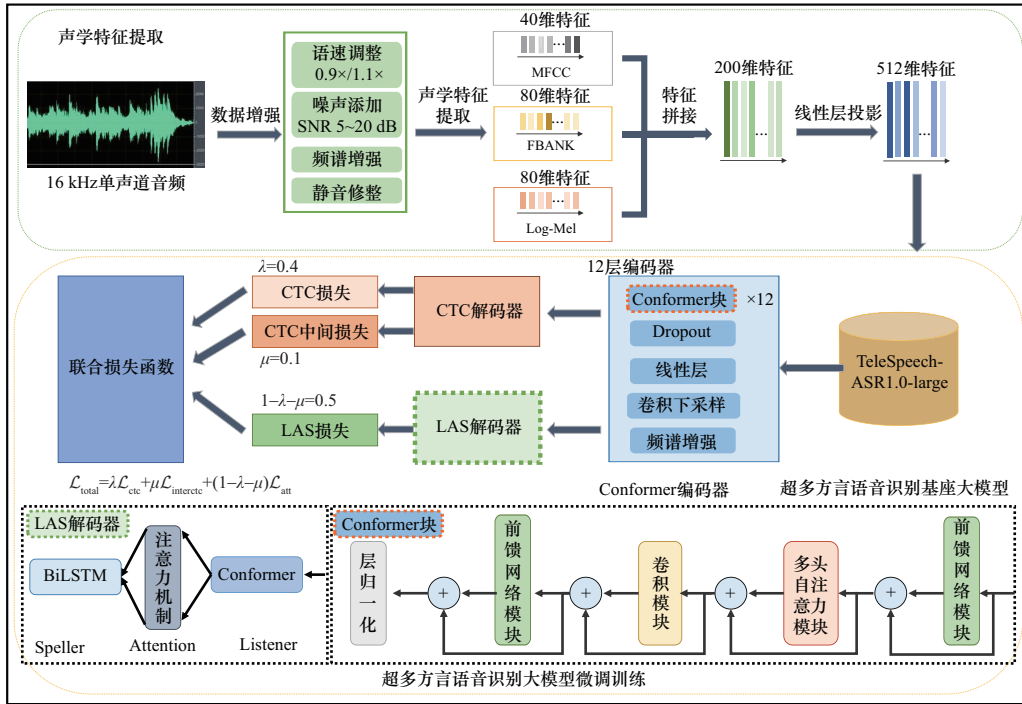 声学特征提取
16 kHz单声道音频
数据增强
语速调整
0.9×/1.1×
噪声添加
SNR 5~20 dB
频谱增强
静音修整
声学特征
提取
40维特征
MFCC
80维特征
FBANK
80维特征
Log-Mel
特征
拼接
200维特征
线性层投影
512维特征
联合损失函数
λ=0.4
CTC损失
CTC中间损失
μ=0.1
1−λ−μ=0.5
LAS损失
CTC解码器
LAS解码器
12层编码器
Conformer块
×12
Dropout
线性层
卷积下采样
频谱增强
TeleSpeech-
ASR1.0-large
ℒtotal=λℒctc+μℒinterctc+(1−λ−μ)ℒatt
Conformer编码器
超多方言语音识别基座大模型
LAS解码器
BiLSTM
注意力机制
Conformer
Speller
Attention
Listener
Conformer块
层归一化
+
前馈网络模块
+
卷积模块
+
多头
自注意力
模块
+
前馈网络模块
超多方言语音识别大模型微调训练